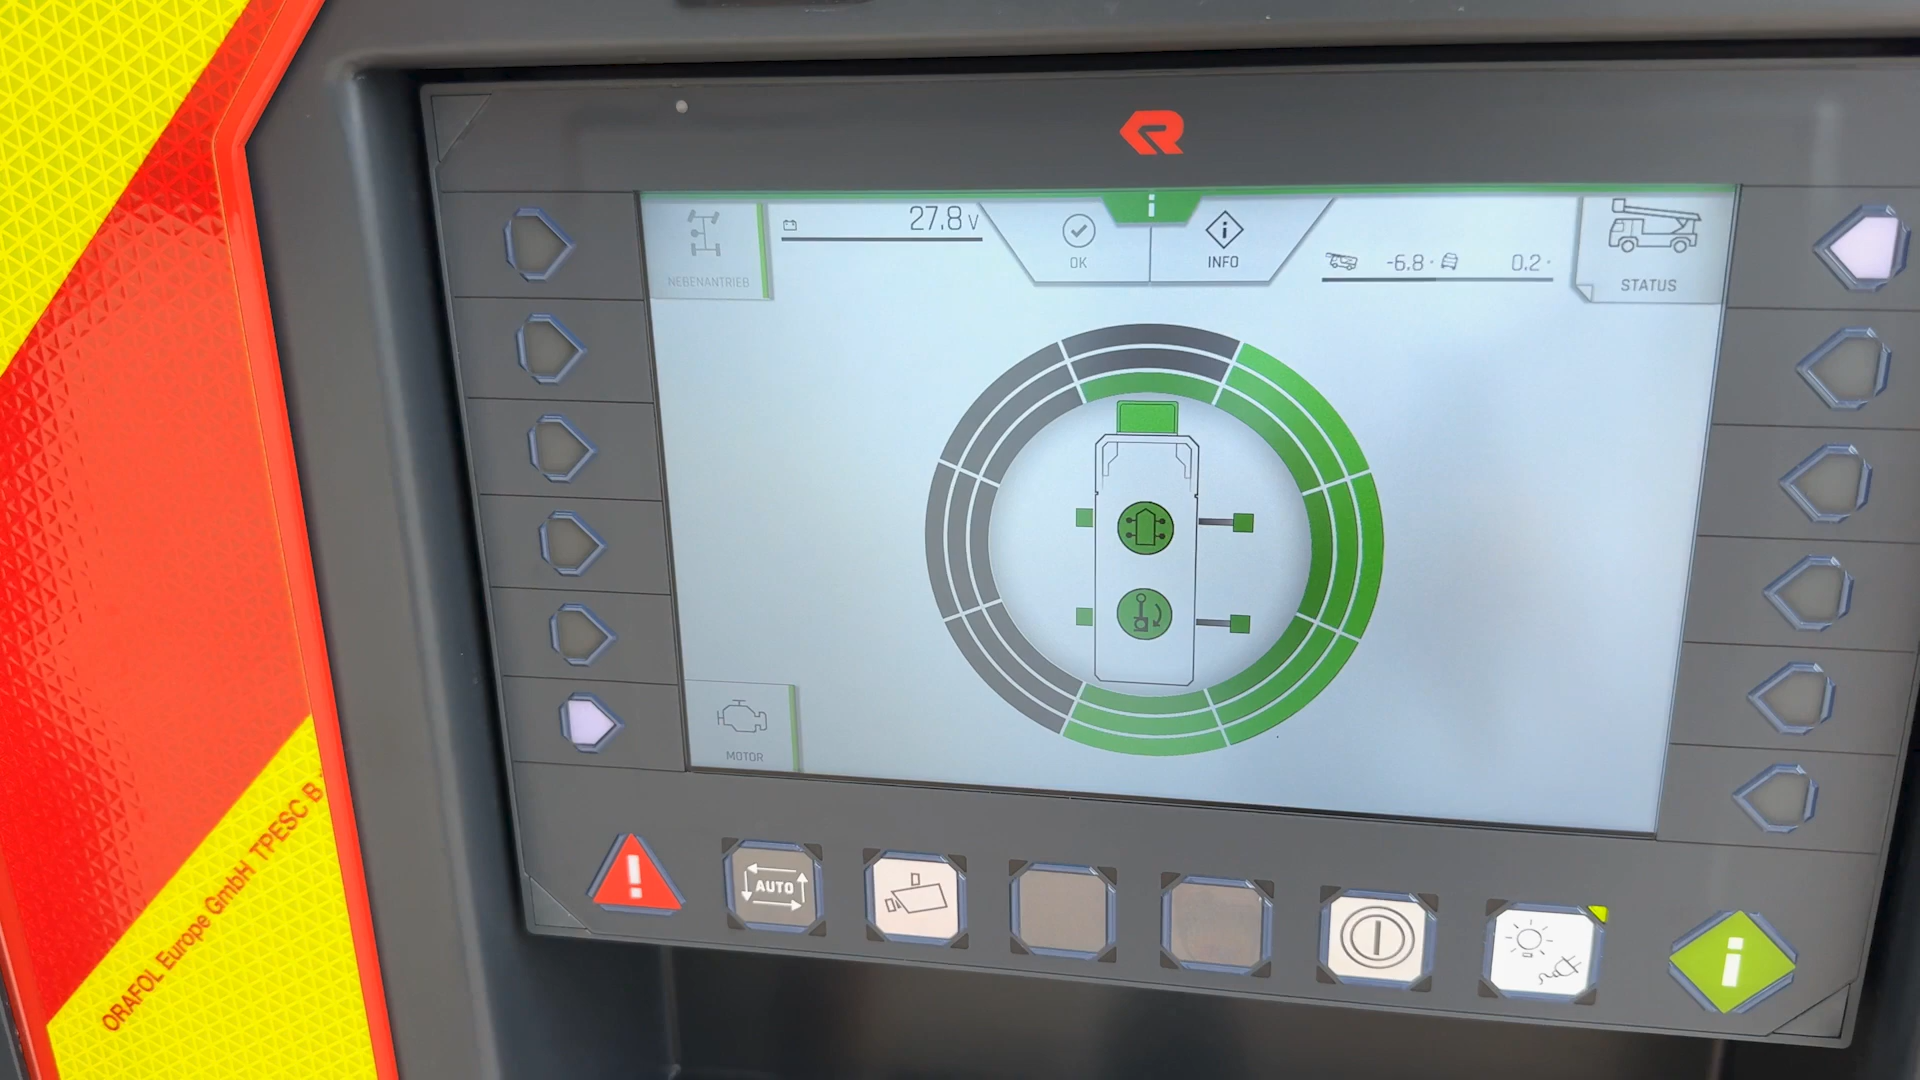 R
27.8 V
i
OK
INFO
-6.8°
0.2°
NEBENANTRIEB
STATUS
MOTOR
!
AUTO
i
ORAFOL Europe GmbH TPESC B